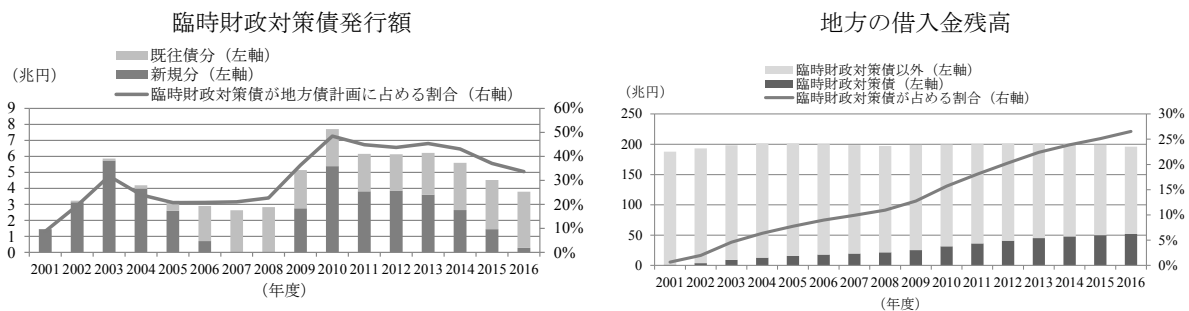 臨時財政対策債発行額
既往債分（左軸）
（兆円）
新規分（左軸）
臨時財政対策債が地方債計画に占める割合（右軸）
9
8
7
6
5
4
3
2
1
0
60%
50%
40%
30%
20%
10%
0%
2001 2002 2003 2004 2005 2006 2007 2008 2009 2010 2011 2012 2013 2014 2015 2016
（年度）
地方の借入金残高
臨時財政対策債以外（左軸）
（兆円）
臨時財政対策債（左軸）
臨時財政対策債が占める割合（右軸）
250
200
150
100
50
0
30%
25%
20%
15%
10%
5%
0%
2001 2002 2003 2004 2005 2006 2007 2008 2009 2010 2011 2012 2013 2014 2015 2016
（年度）